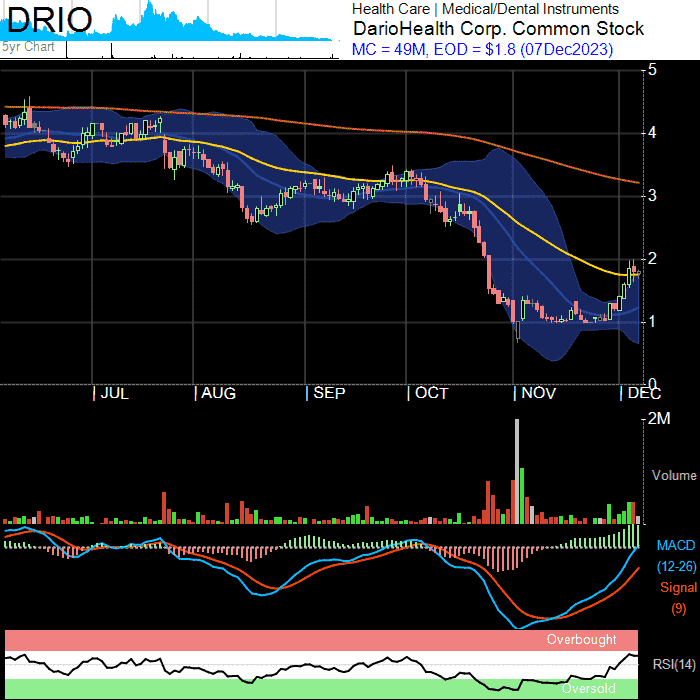 DRIO
5yr Chart
Health Care | Medical/Dental Instruments
DarioHealth Corp. Common Stock
MC = 49M, EOD = $1.8 (07Dec2023)
5
4
3
2
1
0
JUL
AUG
SEP
OCT
NOV
DEC
2M
Volume
MACD
(12-26)
Signal
(9)
Overbought
RSI(14)
Oversold